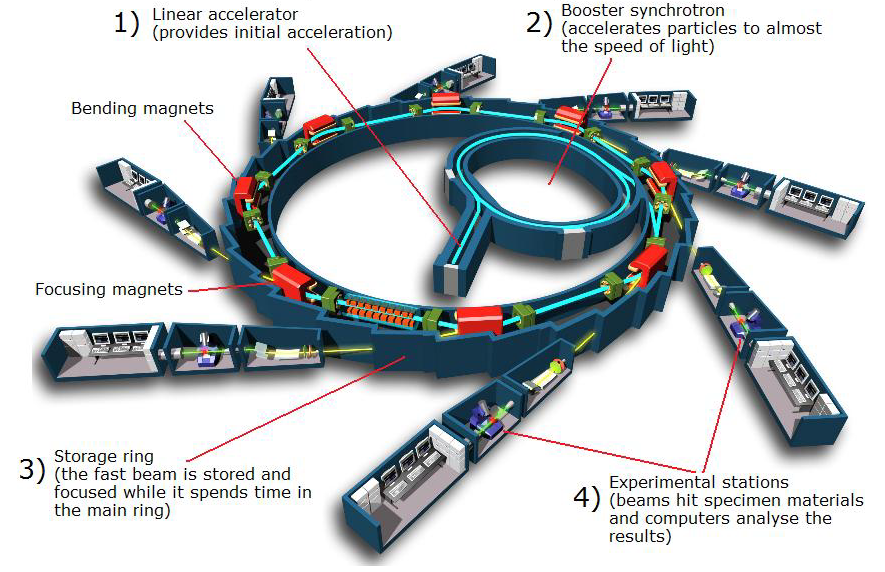 1) Linear accelerator
(provides initial acceleration)
2) Booster synchrotron
(accelerates particles to almost
the speed of light)
Bending magnets
Focusing magnets
3) Storage ring
(the fast beam is stored and
focused while it spends time in
the main ring)
4) Experimental stations
(beams hit specimen materials
and computers analyse the
results)